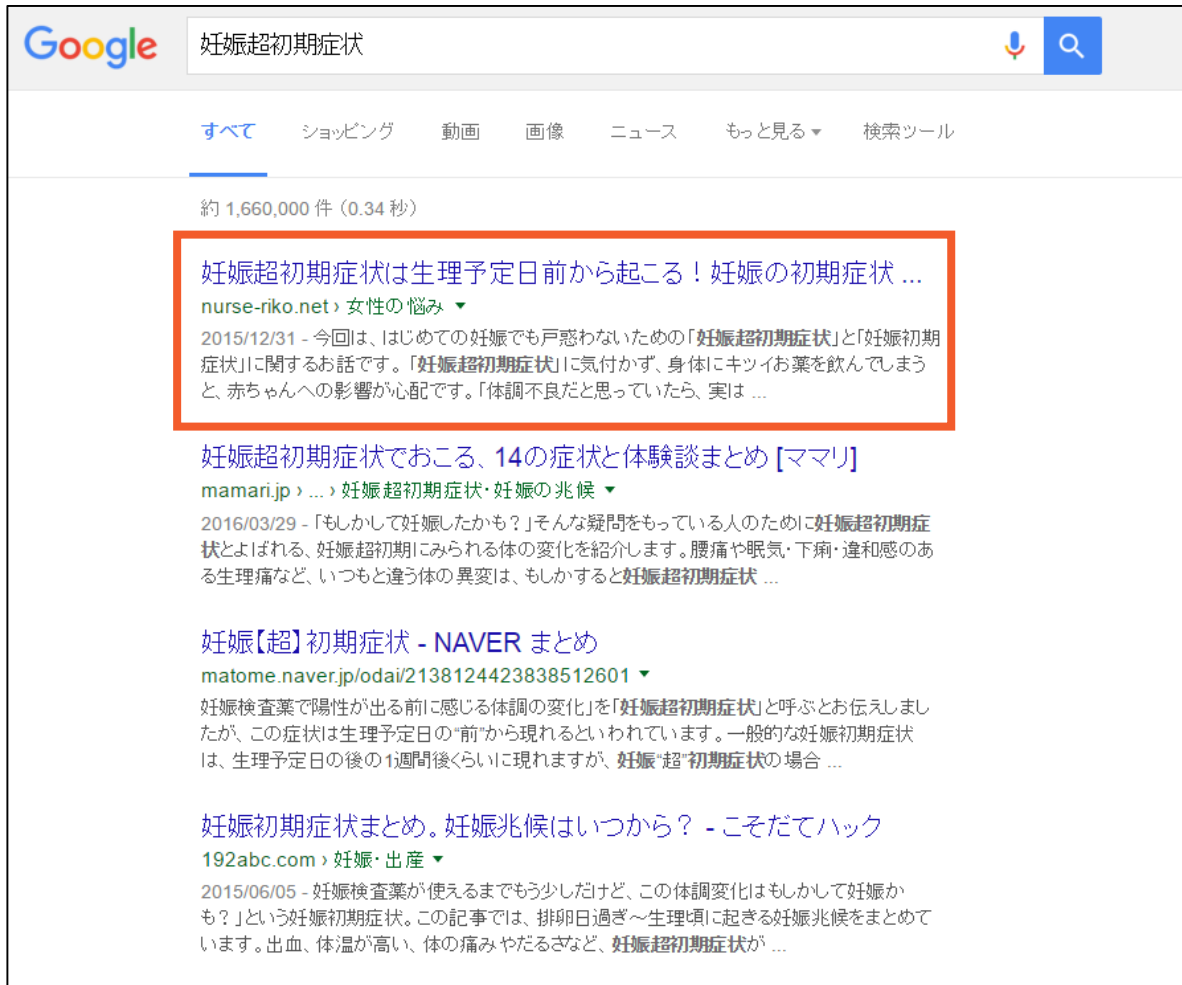 Google 妊娠超初期症状
すべて ショッピング 動画 画像 ニュース もっと見る ▼ 検索ツール
約 1,660,000 件 （0.34 秒）
妊娠超初期症状は生理予定日前から起こる！妊娠の初期症状 ...
nurse-riko.net › 女性の悩み ▼
2015/12/31 - 今回は、はじめての妊娠でも戸惑わないための「妊娠超初期症状」と「妊娠初期
症状」に関するお話です。「妊娠超初期症状」に気付かず、身体にキツイお薬を飲んでしまう
と、赤ちゃんへの影響が心配です。「体調不良だと思っていたら、実は ...
妊娠超初期症状でおこる、14の症状と体験談まとめ [ママリ]
mamari.jp › ... › 妊娠超初期症状・妊娠の兆候 ▼
2016/03/29 - 「もしかして妊娠したかも？」そんな疑問をもっている人のために妊娠超初期症
状とよばれる、妊娠超初期にみられる体の変化を紹介します。腰痛や眠気・下痢・違和感のあ
る生理痛など、いつもと違う体の異変は、もしかすると妊娠超初期症状 ...
妊娠【超】初期症状 - NAVER まとめ
matome.naver.jp/odai/2138124423838512601 ▼
妊娠検査薬で陽性が出る前に感じる体調の変化」を「妊娠超初期症状」と呼ぶとお伝えしまし
たが、この症状は生理予定日の“前”から現れるといわれています。一般的な妊娠初期症状
は、生理予定日の後の1週間後くらいに現れますが、妊娠“超”初期症状の場合 ...
妊娠初期症状まとめ。妊娠兆候はいつから？ - こそだてハック
192abc.com › 妊娠・出産 ▼
2015/06/05 - 妊娠検査薬が使えるまでもう少しだけど、この体調変化はもしかして妊娠か
も？」という妊娠初期症状。この記事では、排卵日過ぎ～生理頃に起きる妊娠兆候をまとめて
います。出血、体温が高い、体の痛みやだるさなど、妊娠超初期症状が ...